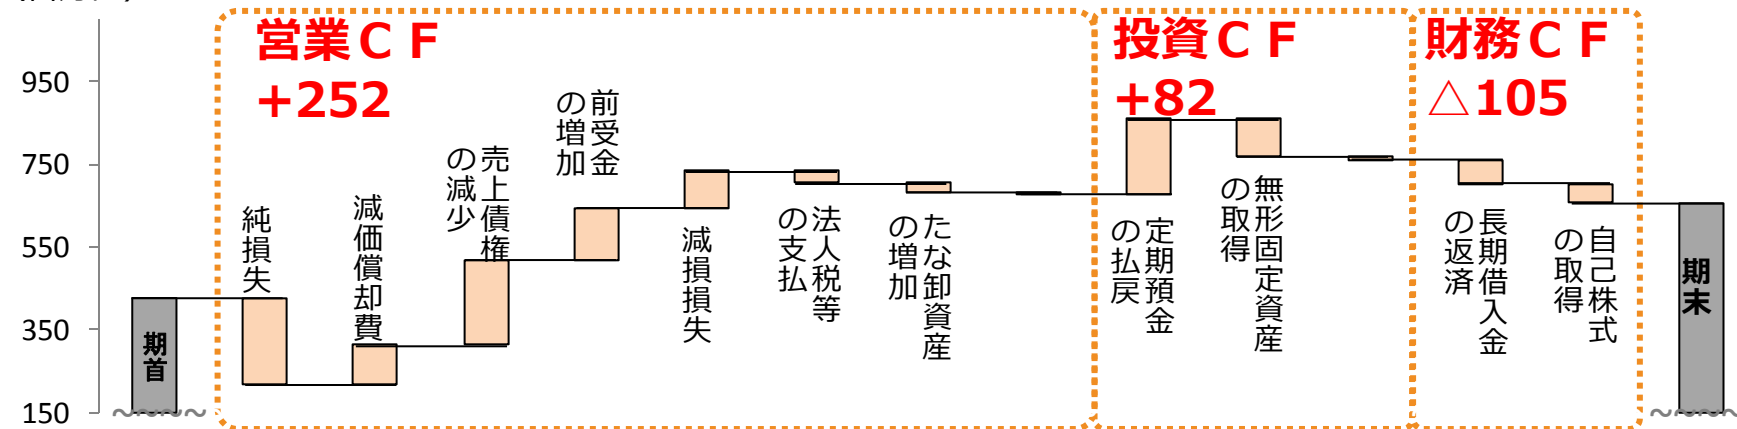 営業ＣＦ
+252
投資ＣＦ
+82
財務ＣＦ
△105
950
750
550
350
150
期首
純損失
減価償却費
売上債権
の減少
前受金
の増加
減損損失
法人税等
の支払
たな卸資産
の増加
定期預金
の払戻
無形固定資産
の取得
長期借入金
の返済
自己株式
の取得
期末